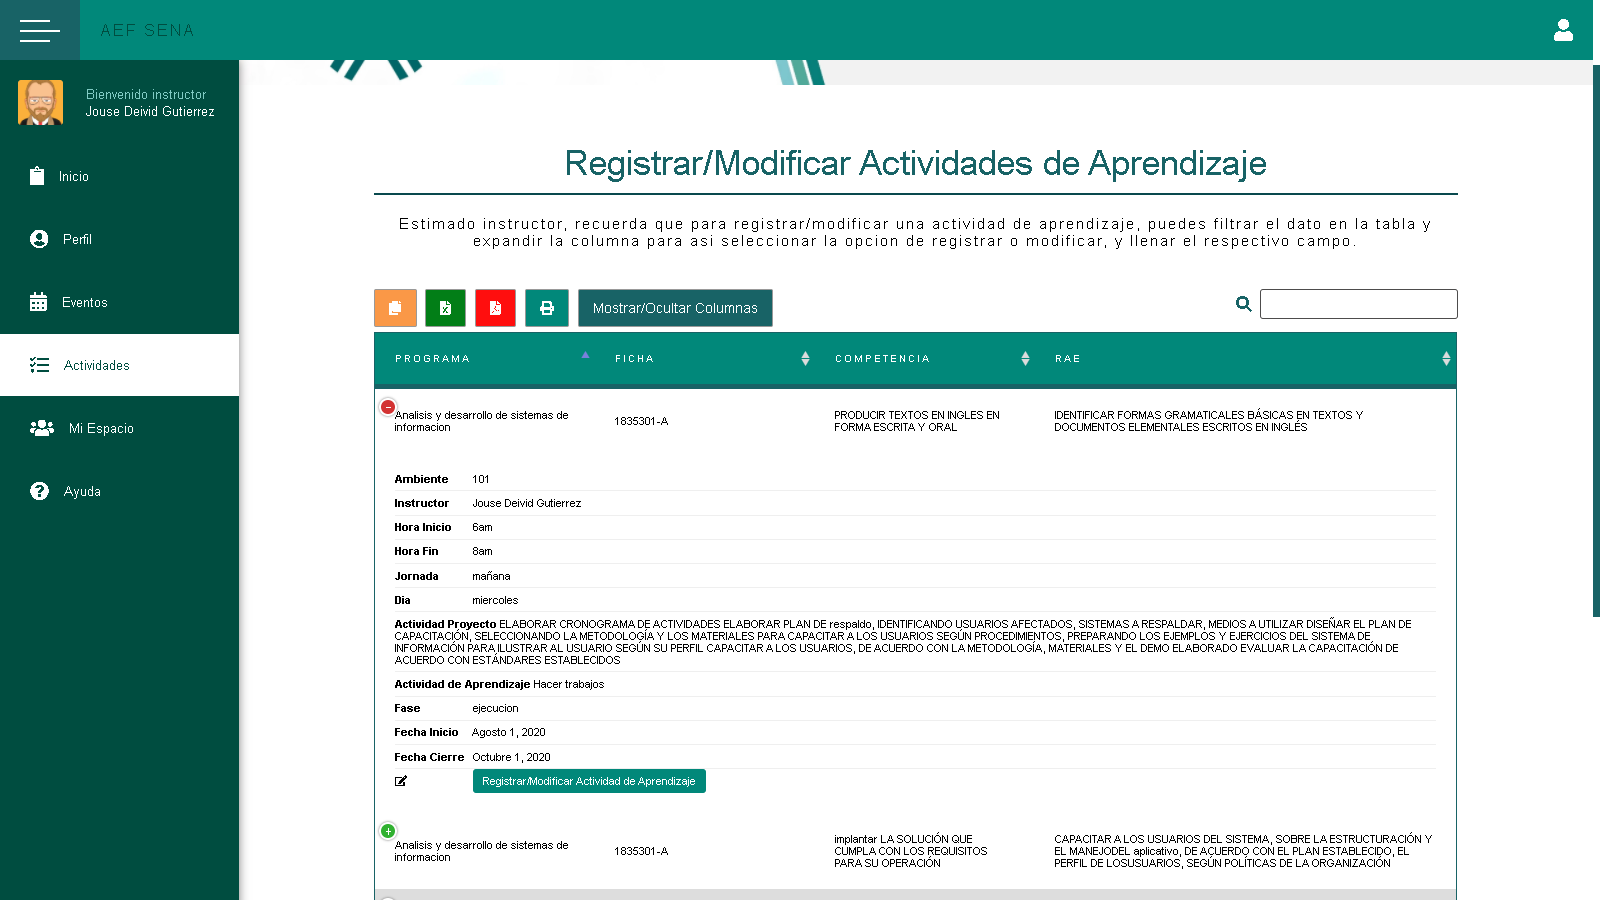 AEF SENA
Bienvenido instructor
Jouse Deivid Gutierrez
Inicio
Perfil
Eventos
Actividades
Mi Espacio
Ayuda
Registrar/Modificar Actividades de Aprendizaje
Estimado instructor, recuerda que para registrar/modificar una actividad de aprendizaje, puedes filtrar el dato en la tabla y
expandir la columna para asi seleccionar la opcion de registrar o modificar, y llenar el respectivo campo.
Mostrar/Ocultar Columnas
PROGRAMA FICHA COMPETENCIA RAE
Analisis y desarrollo de sistemas de
informacion
1835301-A
PRODUCIR TEXTOS EN INGLES EN
FORMA ESCRITA Y ORAL
IDENTIFICAR FORMAS GRAMATICALES BÁSICAS EN TEXTOS Y
DOCUMENTOS ELEMENTALES ESCRITOS EN INGLÉS
Ambiente 101
Instructor Jouse Deivid Gutierrez
Hora Inicio 6am
Hora Fin 8am
Jornada mañana
Dia miercoles
Actividad Proyecto ELABORAR CRONOGRAMA DE ACTIVIDADES ELABORAR PLAN DE respaldo, IDENTIFICANDO USUARIOS AFECTADOS, SISTEMAS A RESPALDAR, MEDIOS A UTILIZAR DISEÑAR EL PLAN DE
CAPACITACIÓN, SELECCIONANDO LA METODOLOGÍA Y LOS MATERIALES PARA CAPACITAR A LOS USUARIOS SEGÚN PROCEDIMIENTOS, PREPARANDO LOS EJEMPLOS Y EJERCICIOS DEL SISTEMA DE
INFORMACIÓN PARA ILUSTRAR AL USUARIO SEGÚN SU PERFIL CAPACITAR A LOS USUARIOS, DE ACUERDO CON LA METODOLOGÍA, MATERIALES Y EL DEMO ELABORADO EVALUAR LA CAPACITACIÓN DE
ACUERDO CON ESTÁNDARES ESTABLECIDOS
Actividad de Aprendizaje Hacer trabajos
Fase ejecucion
Fecha Inicio Agosto 1, 2020
Fecha Cierre Octubre 1, 2020
Registrar/Modificar Actividad de Aprendizaje
Analisis y desarrollo de sistemas de
informacion
1835301-A
implantar LA SOLUCIÓN QUE
CUMPLA CON LOS REQUISITOS
PARA SU OPERACIÓN
CAPACITAR A LOS USUARIOS DEL SISTEMA, SOBRE LA ESTRUCTURACIÓN Y
EL MANEJODEL aplicativo, DE ACUERDO CON EL PLAN ESTABLECIDO, EL
PERFIL DE LOSUSUARIOS, SEGÚN POLÍTICAS DE LA ORGANIZACIÓN